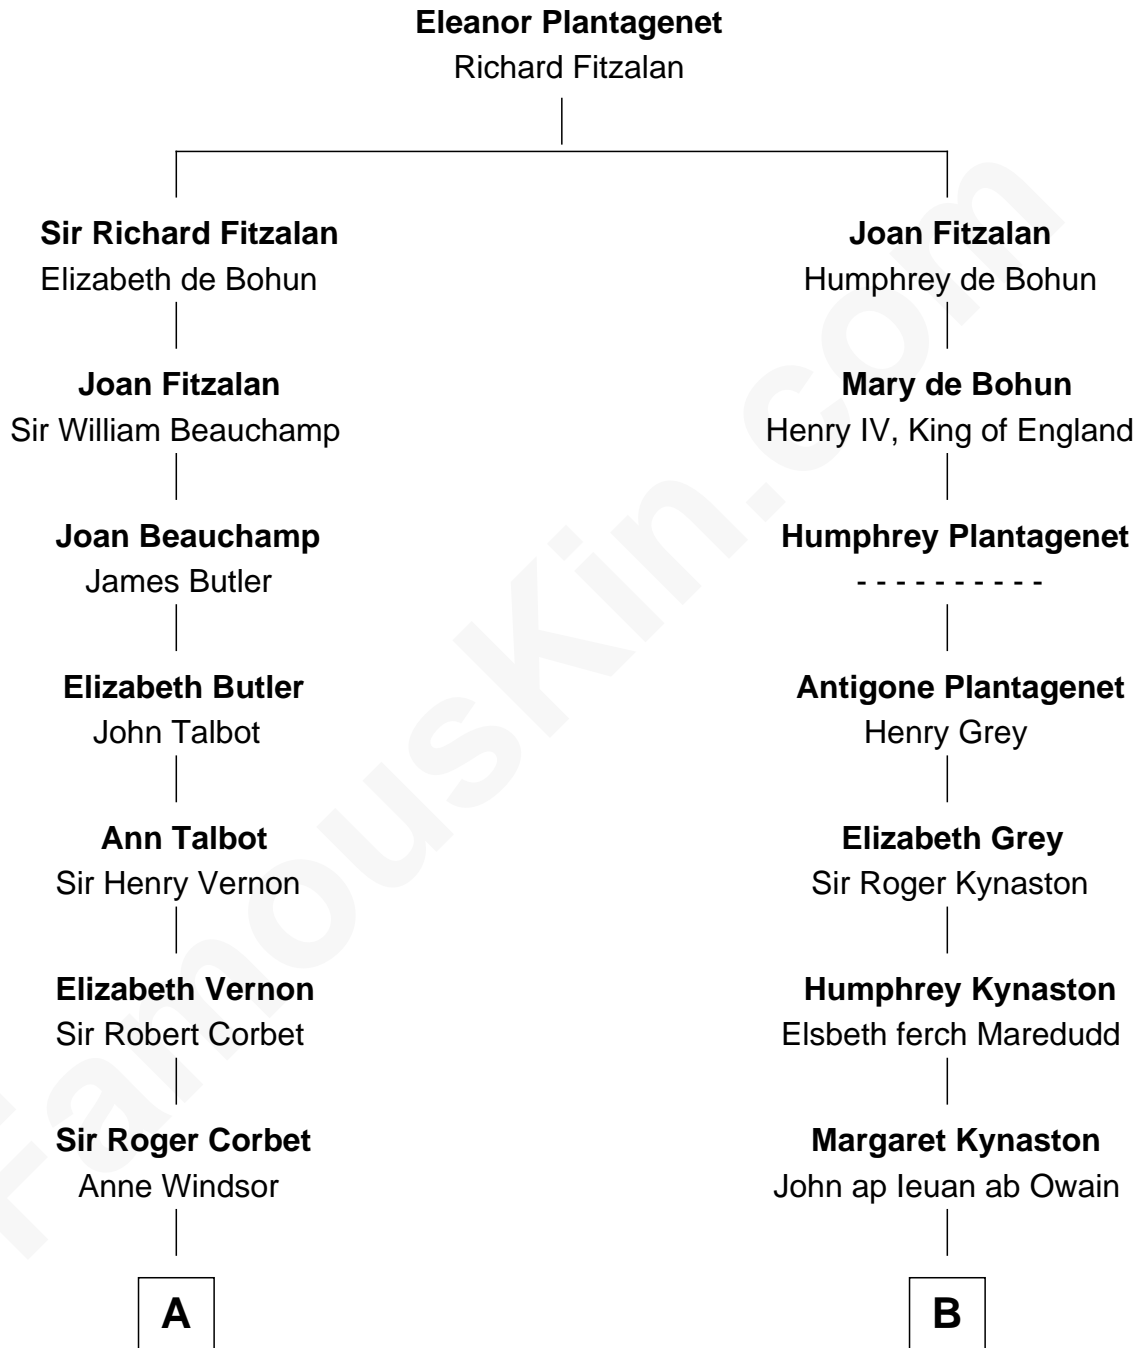 Eleanor Plantagenet
Richard Fitzalan
Sir Richard Fitzalan
Elizabeth de Bohun
Joan Fitzalan
Sir William Beauchamp
Joan Beauchamp
James Butler
Elizabeth Butler
John Talbot
Ann Talbot
Sir Henry Vernon
Elizabeth Vernon
Sir Robert Corbet
Sir Roger Corbet
Anne Windsor
A
Joan Fitzalan
Humphrey de Bohun
Mary de Bohun
Henry IV, King of England
Humphrey Plantagenet
- - - - - - - - - -
Antigone Plantagenet
Henry Grey
Elizabeth Grey
Sir Roger Kynaston
Humphrey Kynaston
Elsbeth ferch Maredudd
Margaret Kynaston
John ap Ieuan ab Owain
B
FamousKin.com